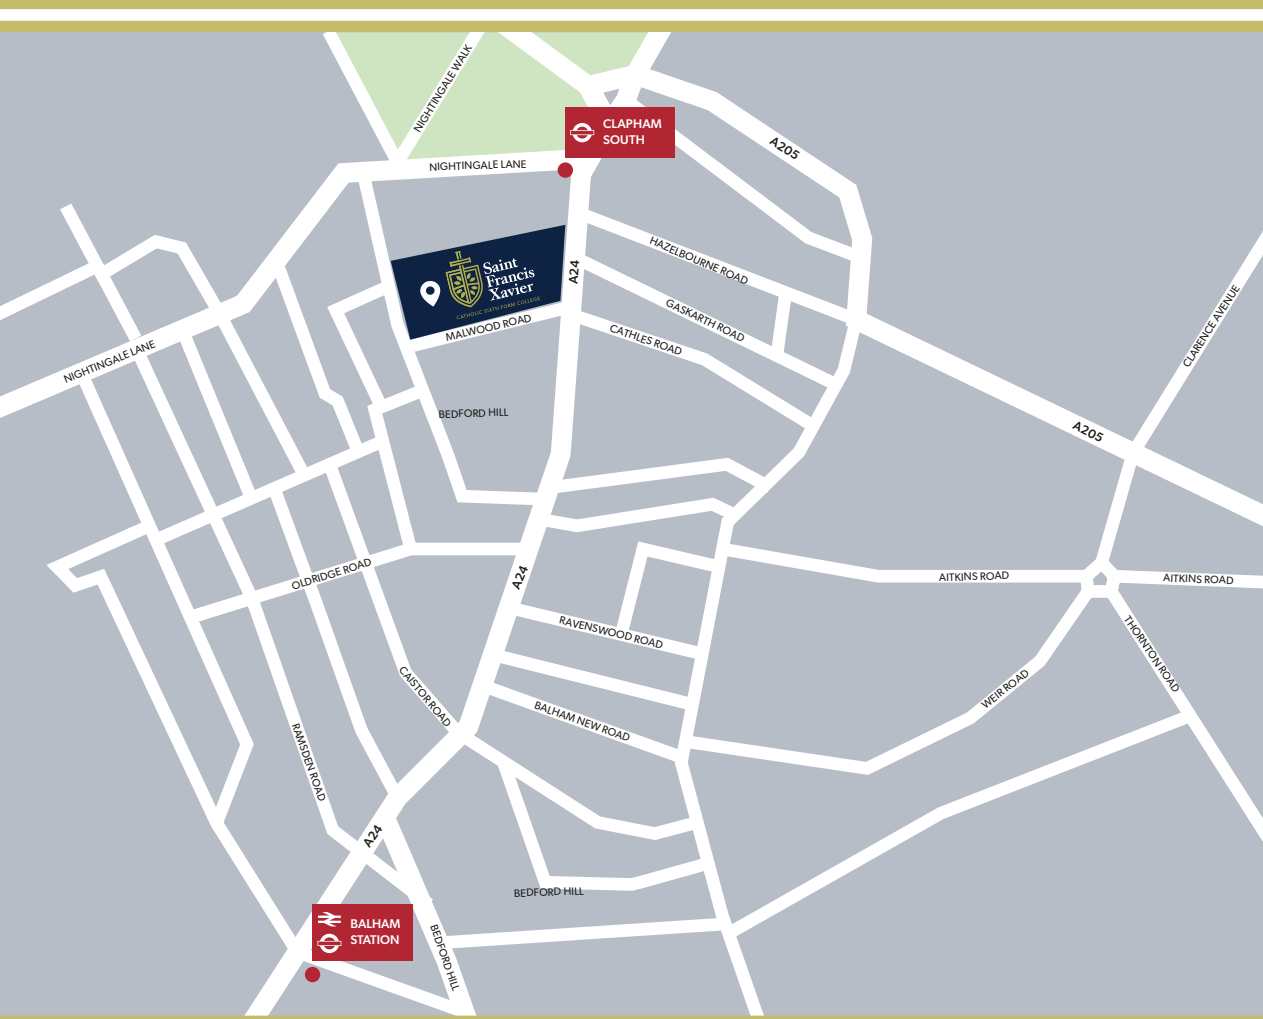 NIGHTINGALE WALK
CLAPHAM
SOUTH
A205
NIGHTINGALE LANE
HAZELBOURNE ROAD
Saint
Francis
Xavier
CATHOLIC SIXTH FORM COLLEGE
A24
GASKARTH ROAD
CLARENCE AVENUE
MALWOOD ROAD
CATHLES ROAD
NIGHTINGALE LANE
BEDFORD HILL
A205
OLDRIDGE ROAD
A24
AITKINS ROAD
AITKINS ROAD
RAVENSWOOD ROAD
THORNTON ROAD
CAISTOR ROAD
WEIR ROAD
BALHAM NEW ROAD
RAMSDEN ROAD
A24
BEDFORD HILL
BALHAM
STATION
BEDFORD HILL